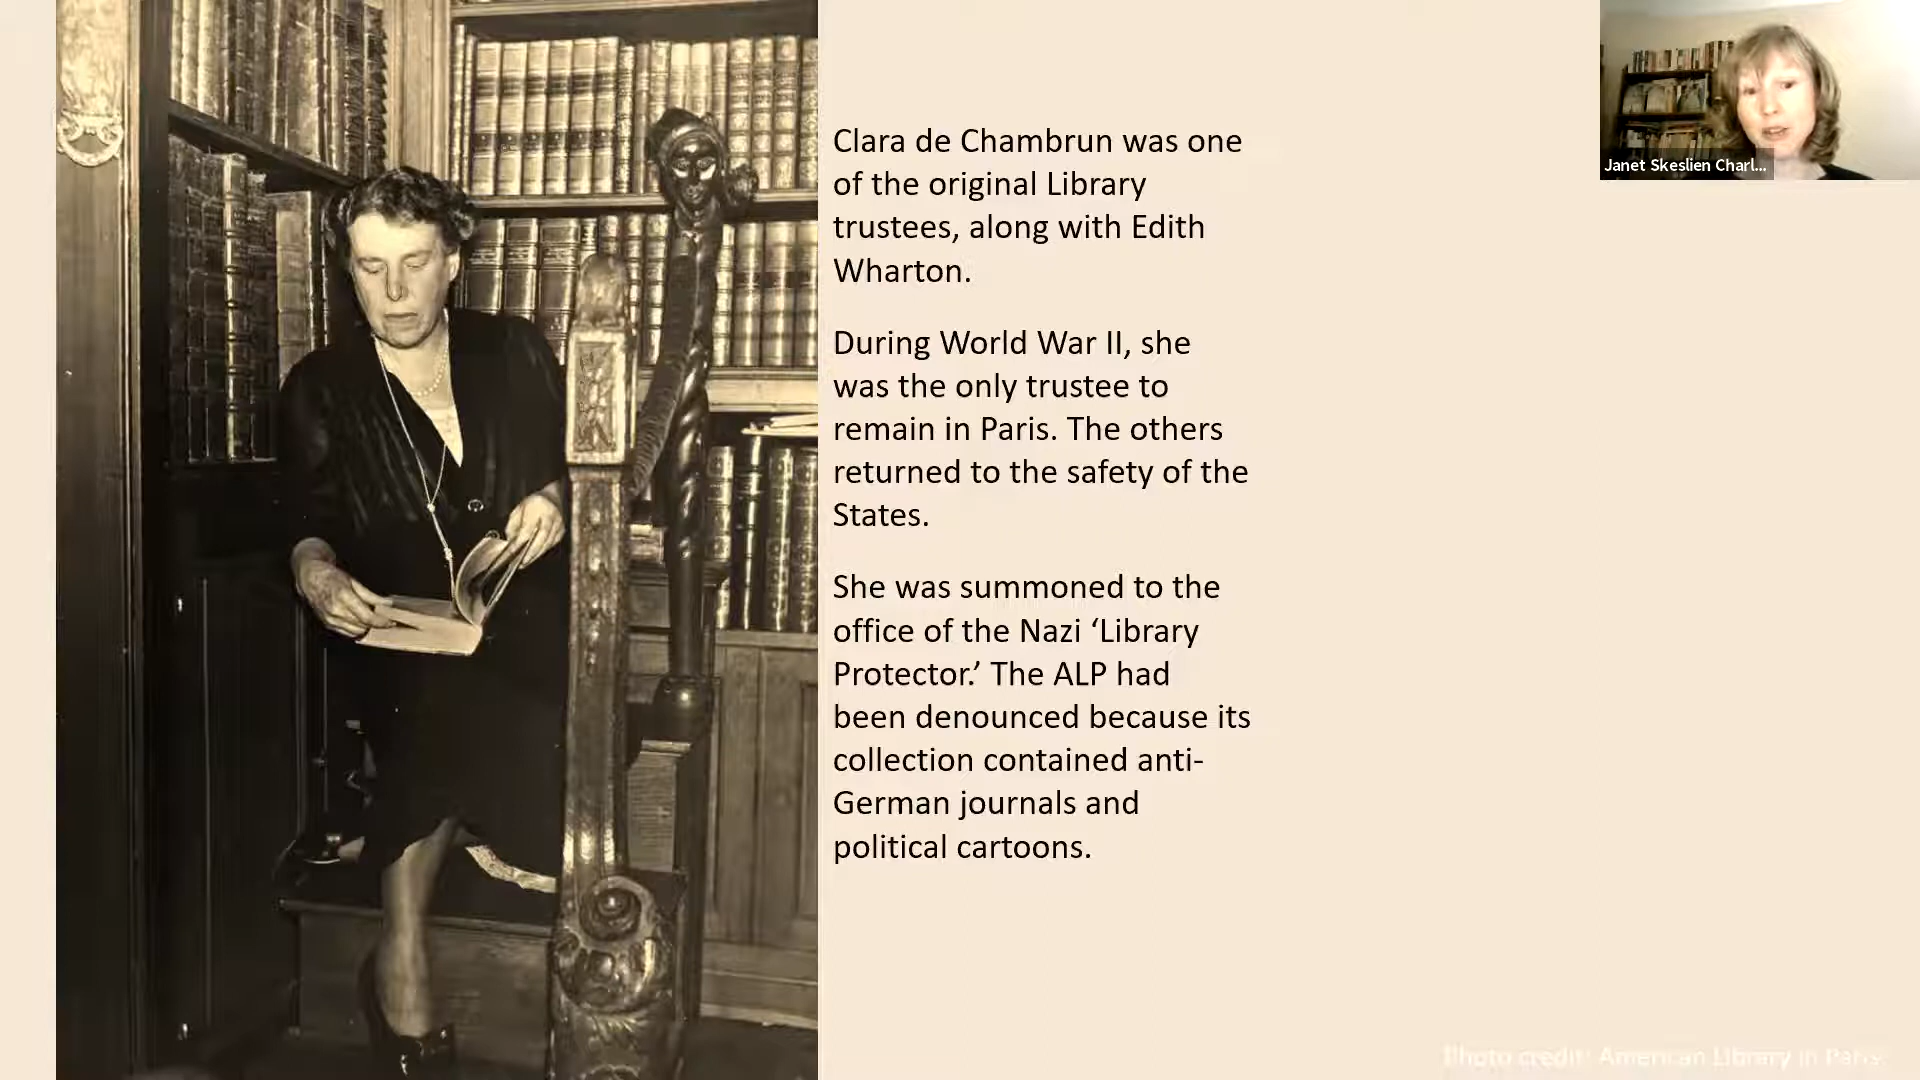 Clara de Chambrun was one
of the original Library
trustees, along with Edith
Wharton.
During World War II, she
was the only trustee to
remain in Paris. The others
returned to the safety of the
States.
She was summoned to the
office of the Nazi ‘Library
Protector.’ The ALP had
been denounced because its
collection contained anti-
German journals and
political cartoons.
Janet Skeslien Charl...
Photo credit: American Library in Paris